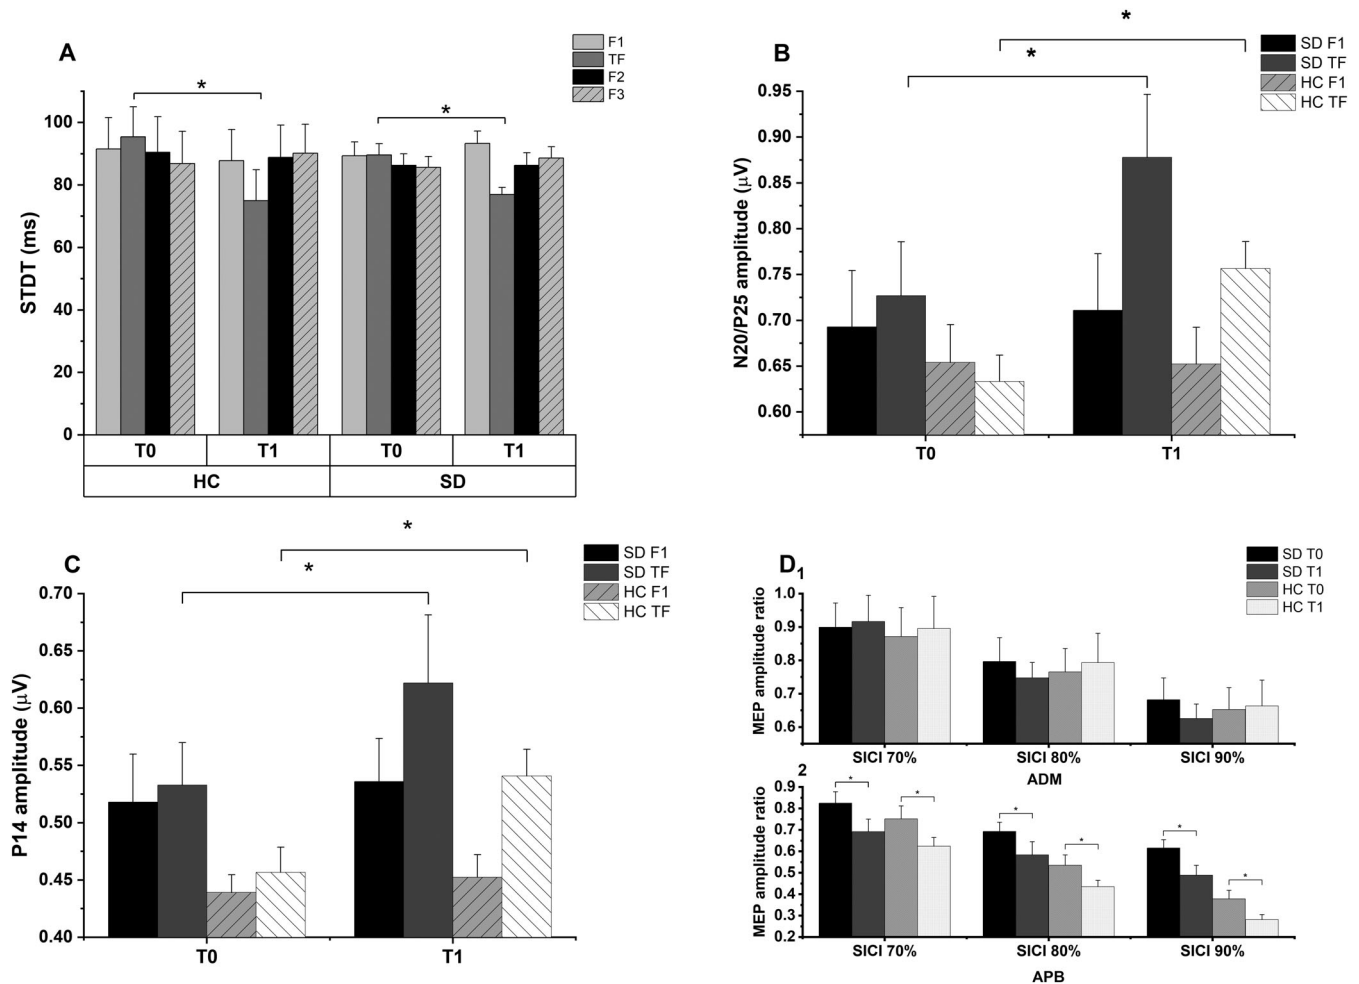 A
F1
TF
F2
F3
*
*
STDT (ms)
100
80
60
40
20
0
T0 T1 T0 T1
HC SD
B
SD F1
SD TF
HC F1
HC TF
*
*
N20/P25 amplitude (µV)
0.95
0.90
0.85
0.80
0.75
0.70
0.65
0.60
T0 T1
C
SD F1
SD TF
HC F1
HC TF
*
*
P14 amplitude (µV)
0.70
0.65
0.60
0.55
0.50
0.45
0.40
T0 T1
D
1
SD T0
SD T1
HC T0
HC T1
MEP amplitude ratio
1.0
0.9
0.8
0.7
0.6
SICI 70% SICI 80% SICI 90%
ADM
2
MEP amplitude ratio
0.9
0.8
0.7
0.6
0.5
0.4
0.3
0.2
* * * * * *
SICI 70% SICI 80% SICI 90%
APB